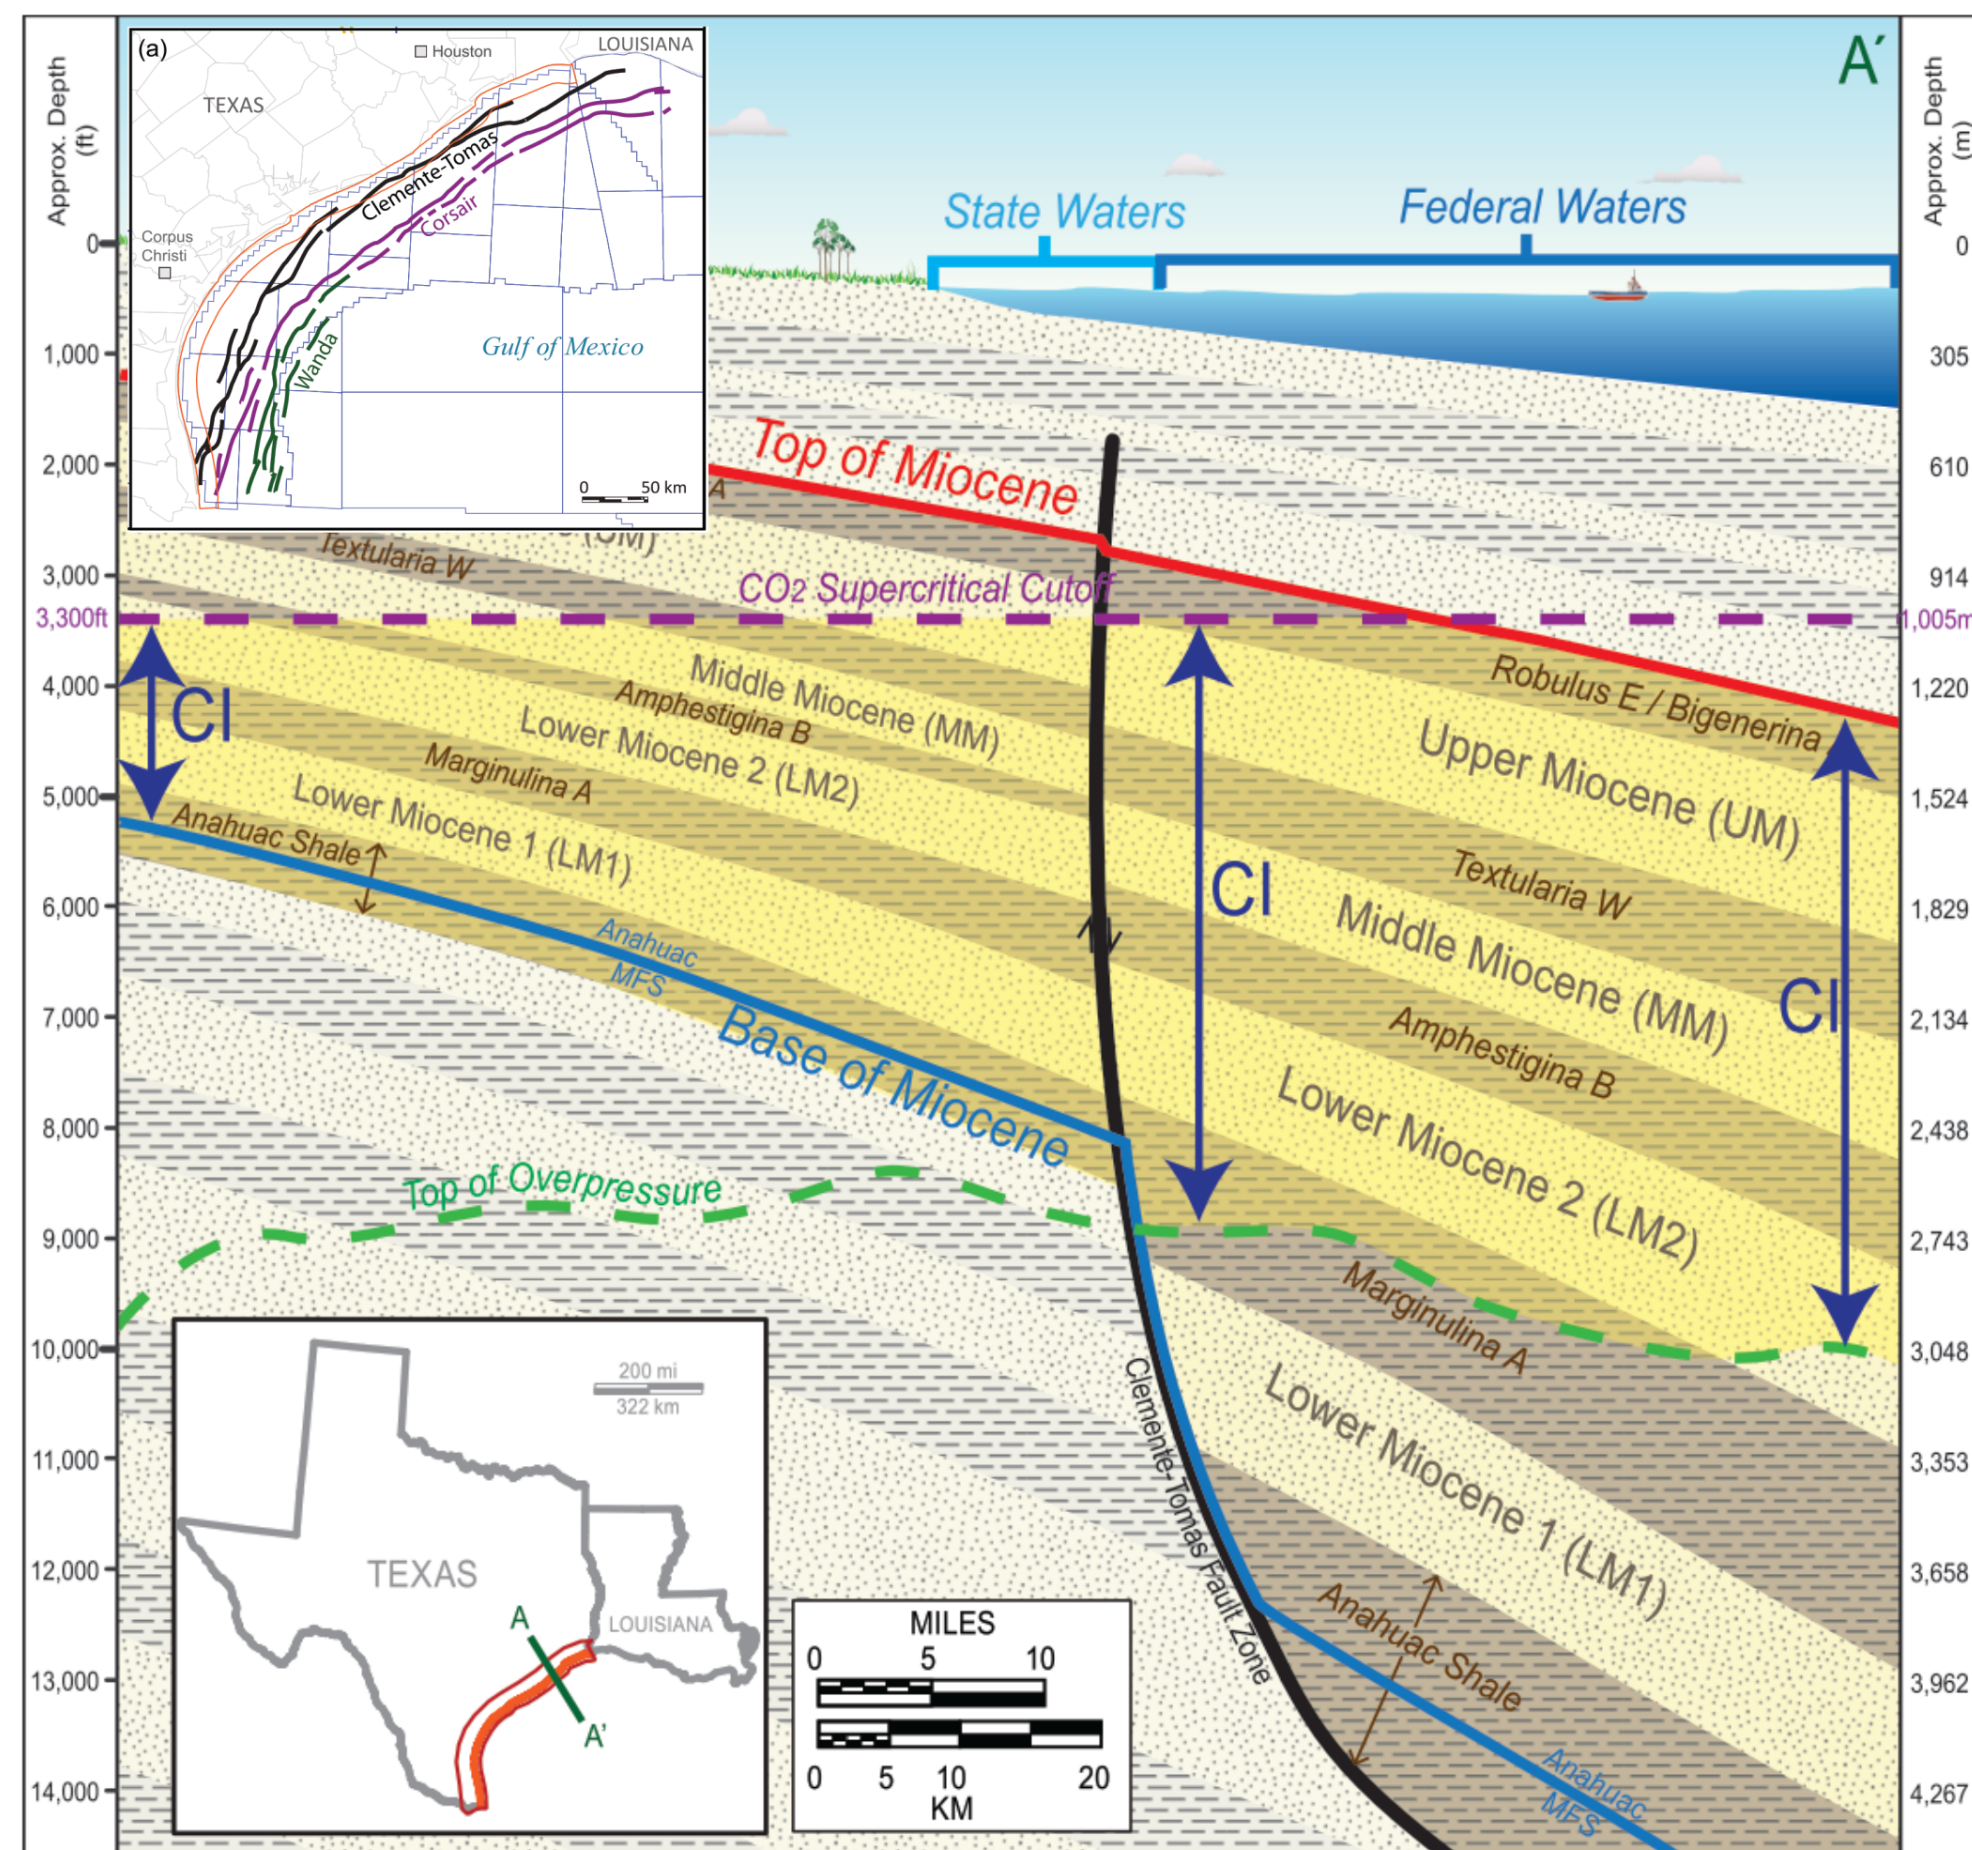 Approx. Depth
(ft)
(a)
Houston
LOUISIANA
TEXAS
Clemente-Tomas
Corsair
Corpus
Christi
Gulf of Mexico
Wanda
0
50 km
A′
Approx. Depth
(m)
State Waters
Federal Waters
0
1,000
2,000
3,000
3,300ft
4,000
5,000
6,000
7,000
8,000
9,000
10,000
11,000
12,000
13,000
14,000
0
305
610
914
1,005m
1,220
1,524
1,829
2,134
2,438
2,743
3,048
3,353
3,658
3,962
4,267
Top of Miocene
A
(UM)
Textularia W
CO2 Supercritical Cutoff
CI
Middle Miocene (MM)
Amphestigina B
Lower Miocene 2 (LM2)
Marginulina A
Lower Miocene 1 (LM1)
Anahuac Shale
Anahuac
MFS
Base of Miocene
Top of Overpressure
Robulus E / Bigenerina
Upper Miocene (UM)
CI
Textularia W
Middle Miocene (MM)
CI
Amphestigina B
Lower Miocene 2 (LM2)
Marginulina A
Lower Miocene 1 (LM1)
Anahuac Shale
Anahuac
MFS
Clemente-Tomas Fault Zone
200 mi
322 km
TEXAS
LOUISIANA
A
A'
MILES
0 5 10
0 5 10 20
KM